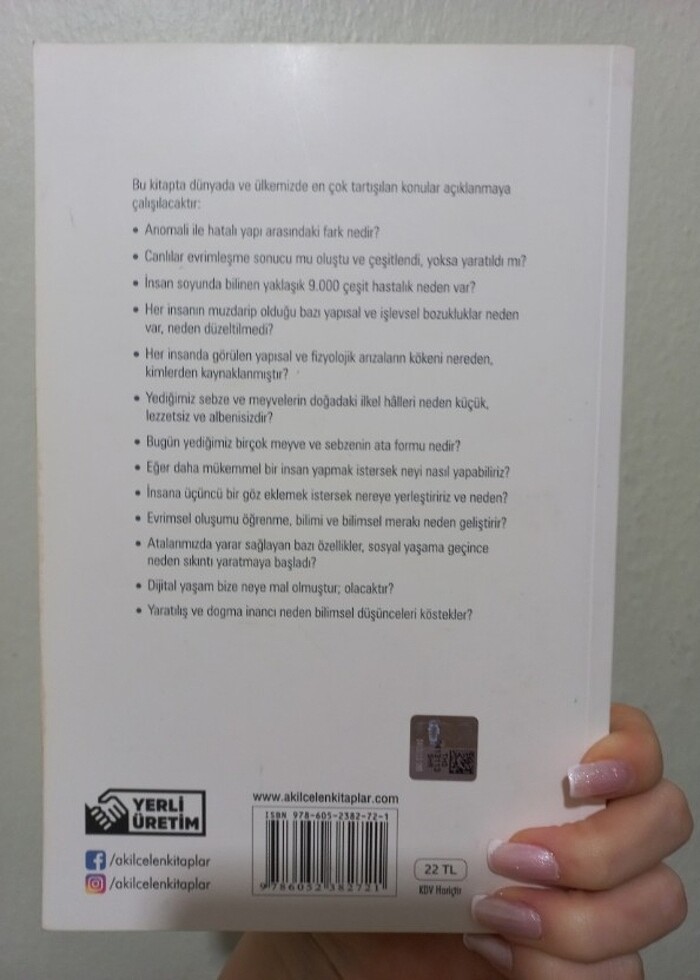 Bu kitapta dünyada ve ülkemizde en çok tartışılan konular açıklanmaya
çalışılacaktır:
• Anomali ile hatalı yapı arasındaki fark nedir?
• Canlılar evrimleşme sonucu mu oluştu ve çeşitlendi, yoksa yaratıldı mı?
• İnsan soyunda bilinen yaklaşık 9.000 çeşit hastalık neden var?
• Her insanın muzdarip olduğu bazı yapısal ve işlevsel bozukluklar neden
var, neden düzeltilmedi?
• Her insanda görülen yapısal ve fizyolojik arızaların kökeni nereden,
kimlerden kaynaklanmıştır?
• Yediğimiz sebze ve meyvelerin doğadaki ilkel hâlleri neden küçük,
lezzetsiz ve albenisizdir?
• Bugün yediğimiz birçok meyve ve sebzenin ata formu nedir?
• Eğer daha mükemmel bir insan yapmak istersek neyi nasıl yapabiliriz?
• İnsana üçüncü bir göz eklemek istersek nereye yerleştiririz ve neden?
• Evrimsel oluşumu öğrenme, bilimi ve bilimsel merakı neden geliştirir?
• Atalarımızda yarar sağlayan bazı özellikler, sosyal yaşama geçince
neden sıkıntı yaratmaya başladı?
• Dijital yaşam bize neye mal olmuştur; olacaktır?
• Yaratılış ve dogma inancı neden bilimsel düşünceleri köstekler?
YERLİ
ÜRETİM
/akilcelenkitaplar
/akilcelenkitaplar
www.akilcelenkitaplar.com
ISBN 978-605-2382-72-1
9 786052 382721
22 TL
KDV Hariçtir